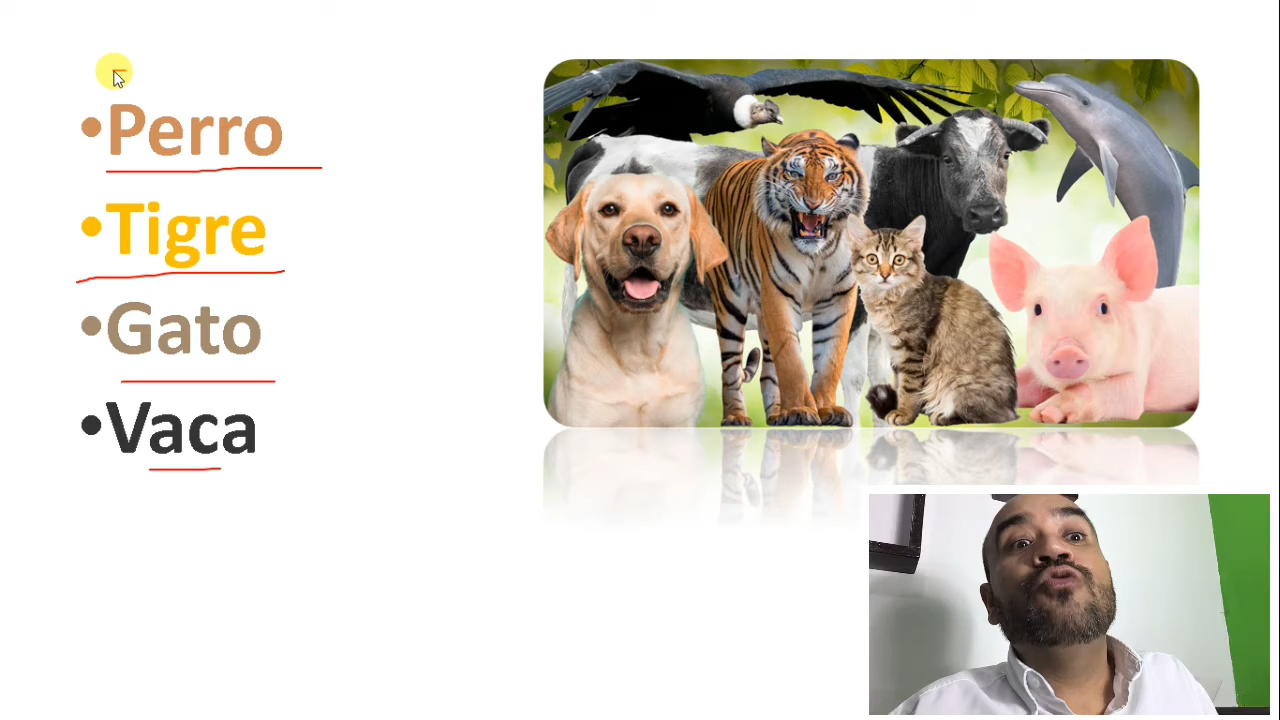 •Perro
•Tigre
•Gato
•Vaca